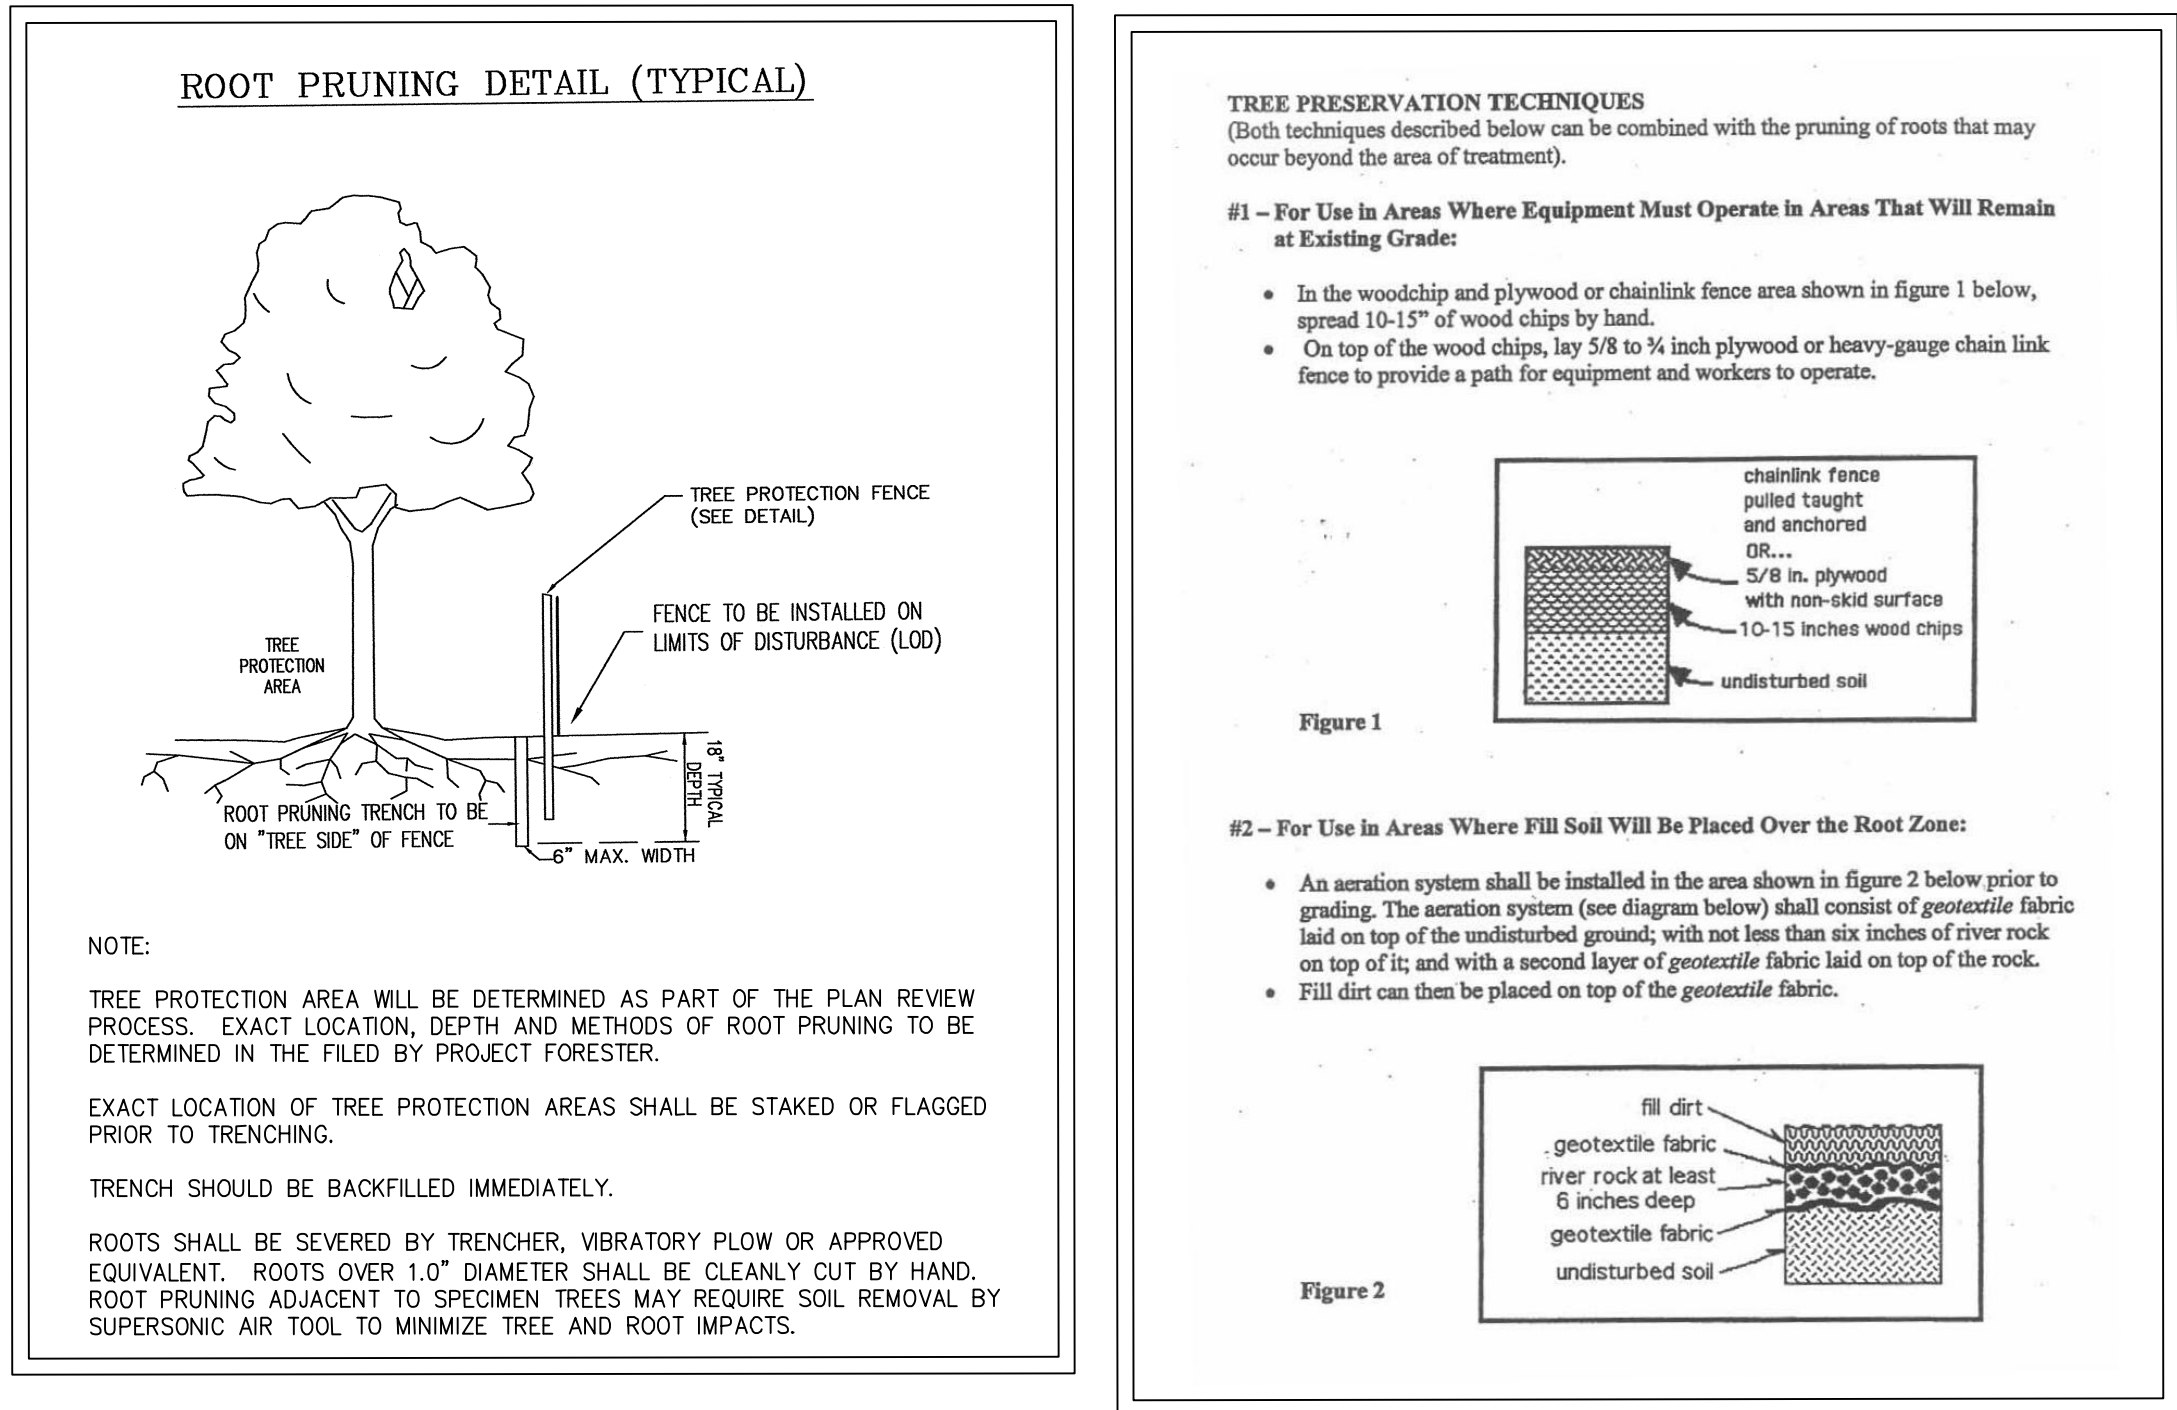 ROOT PRUNING DETAIL (TYPICAL)
TREE PROTECTION FENCE
(SEE DETAIL)
FENCE TO BE INSTALLED ON
LIMITS OF DISTURBANCE (LOD)
TREE
PROTECTION
AREA
18" TYPICAL
DEPTH
ROOT PRUNING TRENCH TO BE
ON "TREE SIDE" OF FENCE
6" MAX. WIDTH
NOTE:
TREE PROTECTION AREA WILL BE DETERMINED AS PART OF THE PLAN REVIEW
PROCESS. EXACT LOCATION, DEPTH AND METHODS OF ROOT PRUNING TO BE
DETERMINED IN THE FILED BY PROJECT FORESTER.
EXACT LOCATION OF TREE PROTECTION AREAS SHALL BE STAKED OR FLAGGED
PRIOR TO TRENCHING.
TRENCH SHOULD BE BACKFILLED IMMEDIATELY.
ROOTS SHALL BE SEVERED BY TRENCHER, VIBRATORY PLOW OR APPROVED
EQUIVALENT. ROOTS OVER 1.0" DIAMETER SHALL BE CLEANLY CUT BY HAND.
ROOT PRUNING ADJACENT TO SPECIMEN TREES MAY REQUIRE SOIL REMOVAL BY
SUPERSONIC AIR TOOL TO MINIMIZE TREE AND ROOT IMPACTS.
TREE PRESERVATION TECHNIQUES
(Both techniques described below can be combined with the pruning of roots that may
occur beyond the area of treatment).
#1 – For Use in Areas Where Equipment Must Operate in Areas That Will Remain
at Existing Grade:
• In the woodchip and plywood or chainlink fence area shown in figure 1 below,
spread 10-15” of wood chips by hand.
• On top of the wood chips, lay 5/8 to ¾ inch plywood or heavy-gauge chain link
fence to provide a path for equipment and workers to operate.
chainlink fence
pulled taught
and anchored
OR...
5/8 in. plywood
with non-skid surface
10-15 inches wood chips
undisturbed soil
Figure 1
#2 – For Use in Areas Where Fill Soil Will Be Placed Over the Root Zone:
• An aeration system shall be installed in the area shown in figure 2 below prior to
grading. The aeration system (see diagram below) shall consist of geotextile fabric
laid on top of the undisturbed ground; with not less than six inches of river rock
on top of it; and with a second layer of geotextile fabric laid on top of the rock.
• Fill dirt can then be placed on top of the geotextile fabric.
fill dirt
geotextile fabric
river rock at least
6 inches deep
geotextile fabric
undisturbed soil
Figure 2